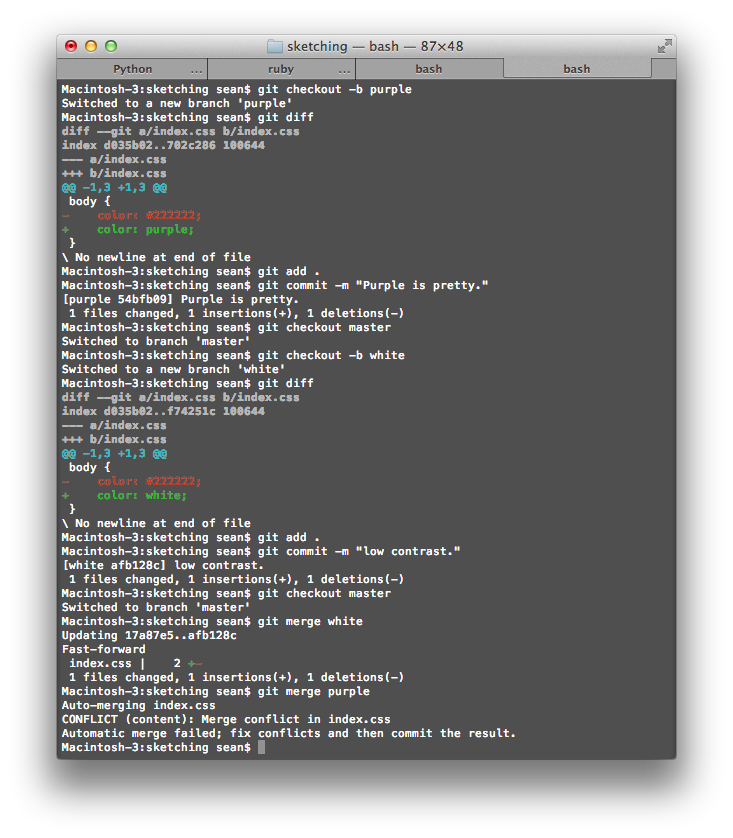 sketching — bash — 87×48
Python ... ruby ... bash bash
Macintosh-3:sketching sean$ git checkout -b purple
Switched to a new branch 'purple'
Macintosh-3:sketching sean$ git diff
diff --git a/index.css b/index.css
index d035b02..702c286 100644
--- a/index.css
+++ b/index.css
@@ -1,3 +1,3 @@
 body {
-    color: #222222;
+    color: purple;
 }
\ No newline at end of file
Macintosh-3:sketching sean$ git add .
Macintosh-3:sketching sean$ git commit -m "Purple is pretty."
[purple 54bfb09] Purple is pretty.
 1 files changed, 1 insertions(+), 1 deletions(-)
Macintosh-3:sketching sean$ git checkout master
Switched to branch 'master'
Macintosh-3:sketching sean$ git checkout -b white
Switched to a new branch 'white'
Macintosh-3:sketching sean$ git diff
diff --git a/index.css b/index.css
index d035b02..f74251c 100644
--- a/index.css
+++ b/index.css
@@ -1,3 +1,3 @@
 body {
-    color: #222222;
+    color: white;
 }
\ No newline at end of file
Macintosh-3:sketching sean$ git add .
Macintosh-3:sketching sean$ git commit -m "low contrast."
[white afb128c] low contrast.
 1 files changed, 1 insertions(+), 1 deletions(-)
Macintosh-3:sketching sean$ git checkout master
Switched to branch 'master'
Macintosh-3:sketching sean$ git merge white
Updating 17a87e5..afb128c
Fast-forward
 index.css |    2 +-
 1 files changed, 1 insertions(+), 1 deletions(-)
Macintosh-3:sketching sean$ git merge purple
Auto-merging index.css
CONFLICT (content): Merge conflict in index.css
Automatic merge failed; fix conflicts and then commit the result.
Macintosh-3:sketching sean$